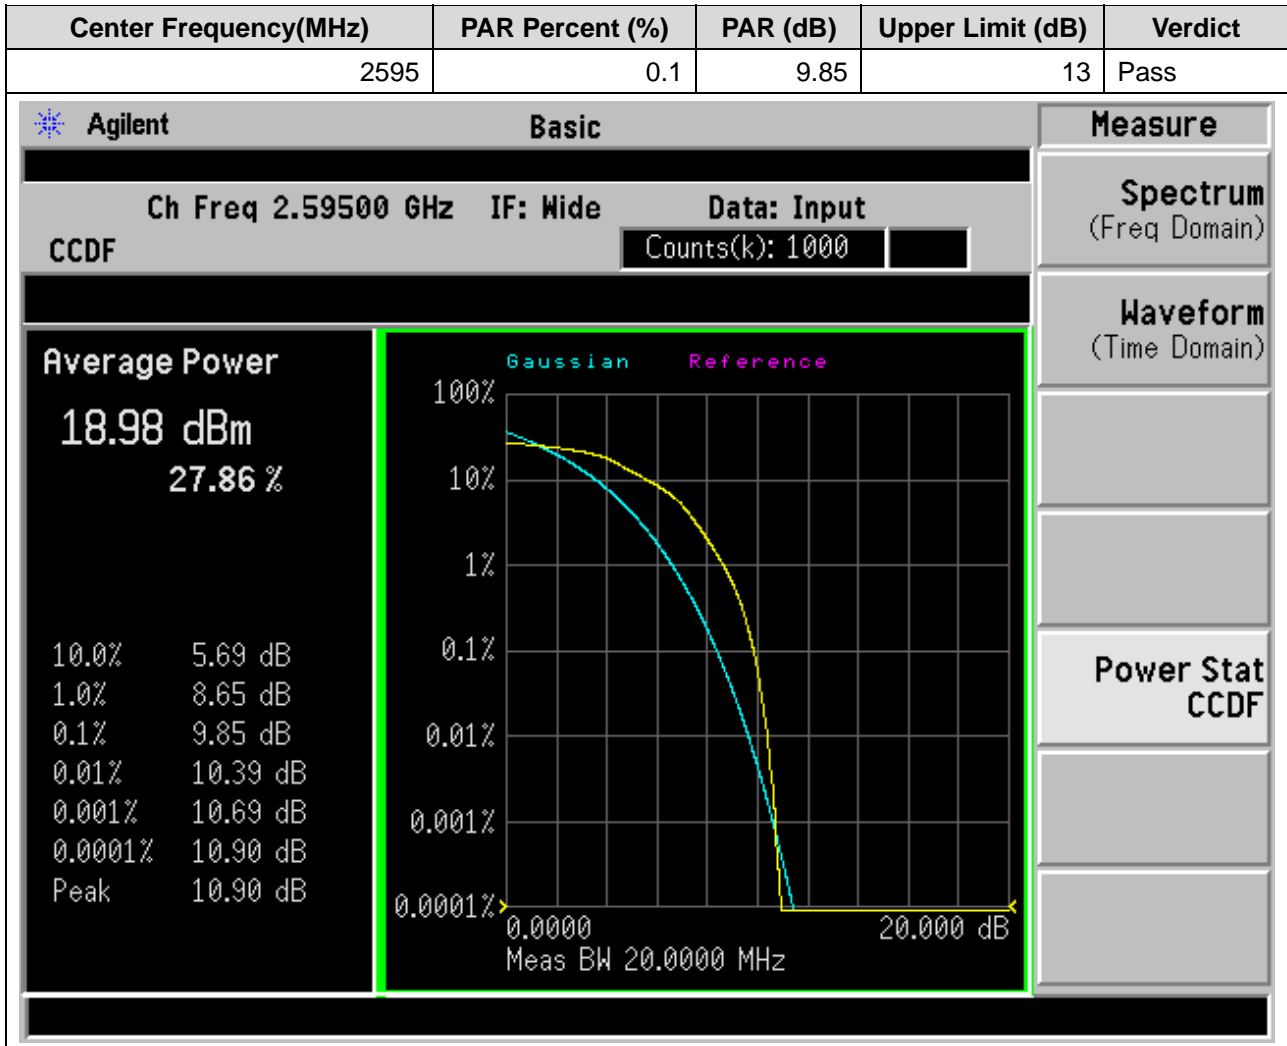 Center Frequency(MHz) PAR Percent (%) PAR (dB) Upper Limit (dB) Verdict
2595 0.1 9.85 13 Pass
Agilent Basic Measure
Ch Freq 2.59500 GHz IF: Wide Data: Input
CCDF Counts(k): 1000
Spectrum
(Freq Domain)
Waveform
(Time Domain)
Power Stat
CCDF
Average Power
18.98 dBm
27.86 %
10.0% 5.69 dB
1.0% 8.65 dB
0.1% 9.85 dB
0.01% 10.39 dB
0.001% 10.69 dB
0.0001% 10.90 dB
Peak 10.90 dB
Gaussian Reference
100%
10%
1%
0.1%
0.01%
0.001%
0.0001%
0.0000 20.000 dB
Meas BW 20.0000 MHz